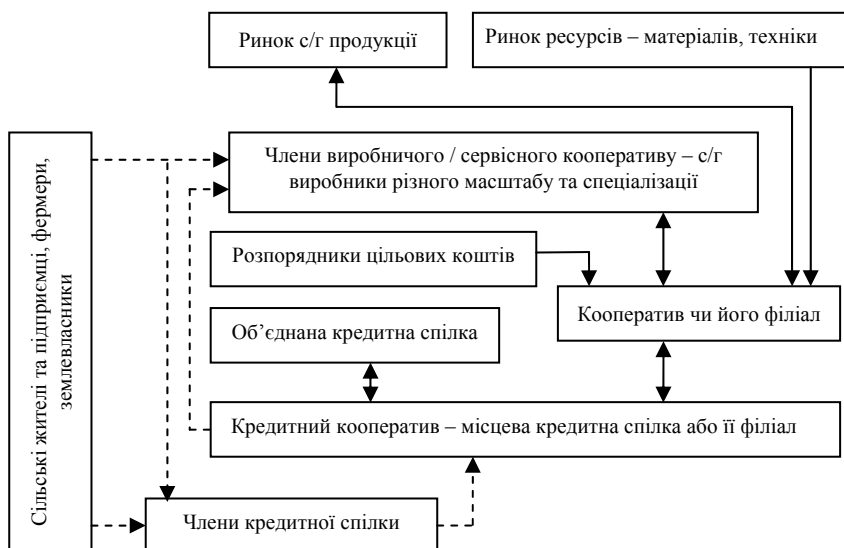 Ринок с/г продукції
Ринок ресурсів – матеріалів, техніки
Сільські жителі та підприємці, фермери,
землевласники
Члени виробничого / сервісного кооперативу – с/г
виробники різного масштабу та спеціалізації
Розпорядники цільових коштів
Кооператив чи його філіал
Об’єднана кредитна спілка
Кредитний кооператив – місцева кредитна спілка або її філіал
Члени кредитної спілки